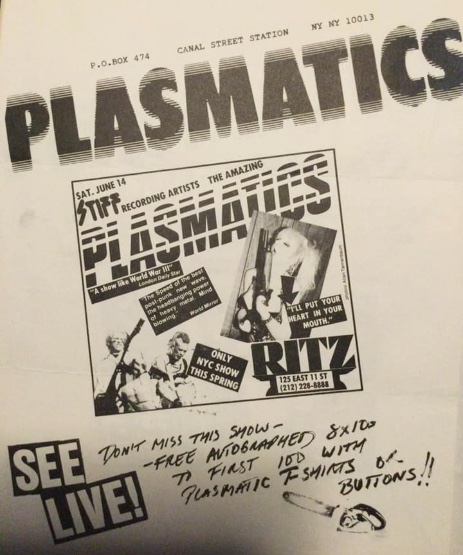 P.O.BOX 474 CANAL STREET STATION NY NY 10013
PLASMATICS
SAT. JUNE 14
STIFF RECORDING ARTISTS THE AMAZING
PLASMATICS
"A show like World War III"
London Daily Star
The Speed of the best
post-punk new wave,
the headbanging power
of heavy metal. Mind
blowing.
World Mirror
"I'LL PUT YOUR
HEART IN YOUR
MOUTH."
ONLY
NYC SHOW
THIS SPRING
RITZ
125 EAST 11 ST
(212) 228-8888
SEE
LIVE!
DON'T MISS THIS SHOW-
-FREE AUTOGRAPHED 8x10s
TO FIRST 100 WITH
PLASMATIC T-SHIRTS OR
BUTTONS!!